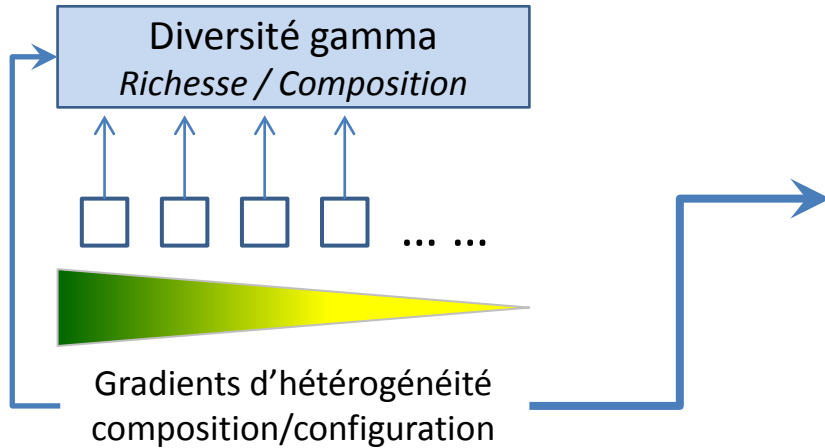 Diversité gamma
Richesse / Composition
... ...
Gradients d'hétérogénéité
composition/configuration